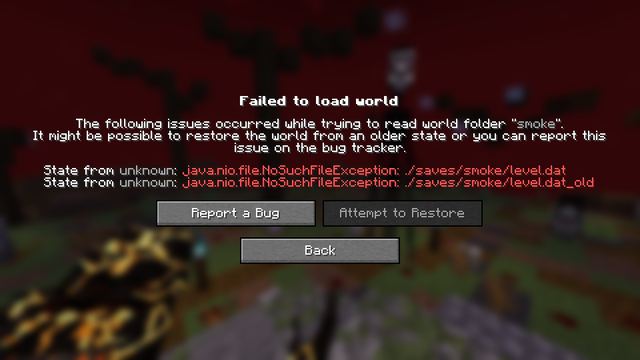 Failed to load world
The following issues occurred while trying to read world folder "smoke".
It might be possible to restore the world from an older state or you can report this
issue on the bug tracker.
State from unknown: java.nio.file.NoSuchFileException: ./saves/smoke/level.dat
State from unknown: java.nio.file.NoSuchFileException: ./saves/smoke/level.dat_old
Report a Bug
Attempt to Restore
Back